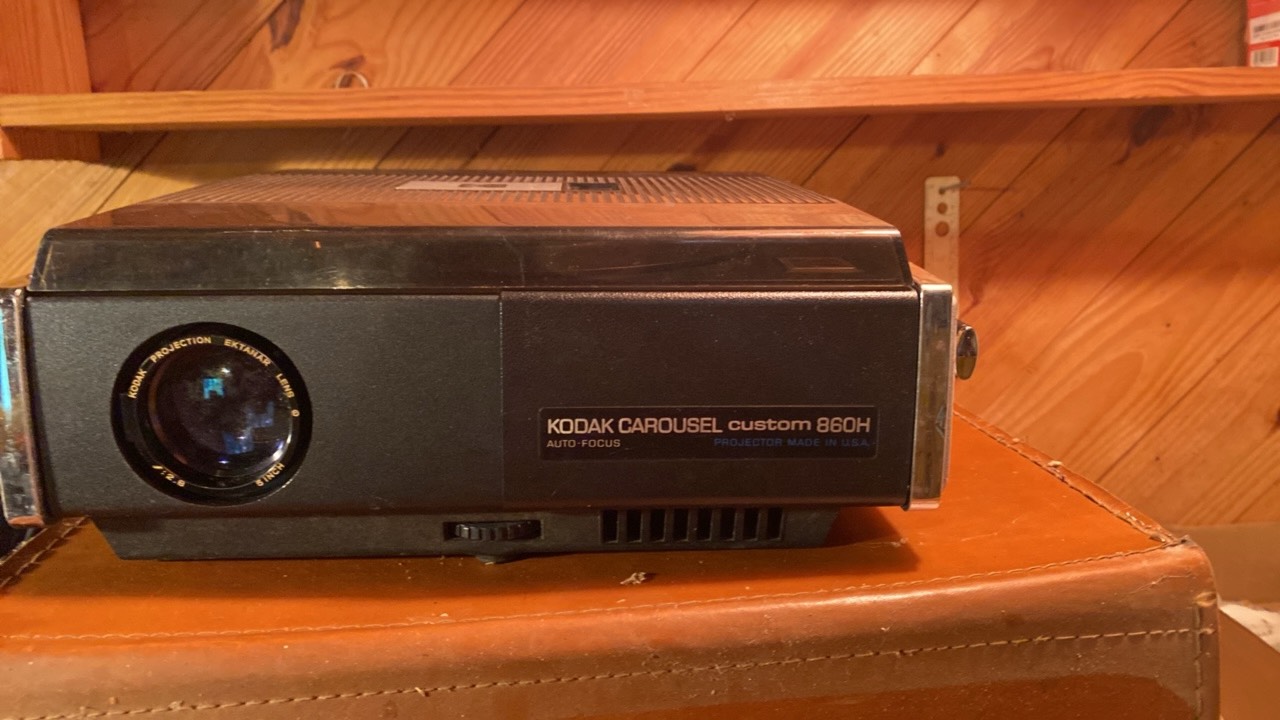 KODAK PROJECTION EKTANAR LENS
f:2.8
5 INCH
KODAK CAROUSEL custom 860H
AUTO-FOCUS
PROJECTOR MADE IN U.S.A.